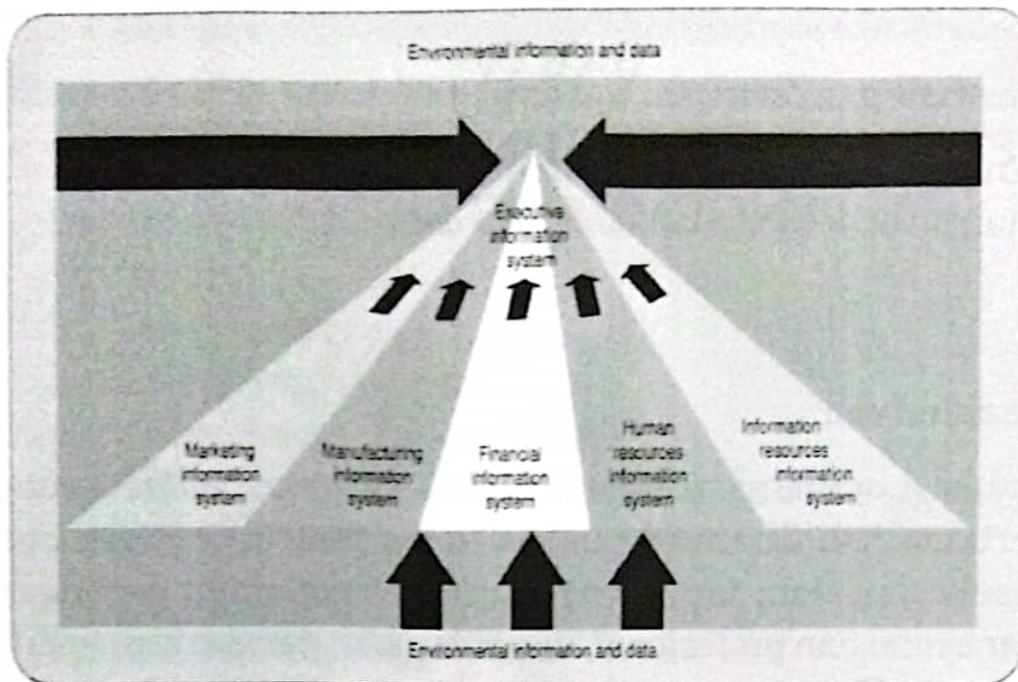 Environmental information and data
Executive
information
system
Marketing
information
system
Manufacturing
information
system
Financial
information
system
Human
resources
information
system
Information
resources
information
system
Environmental information and data